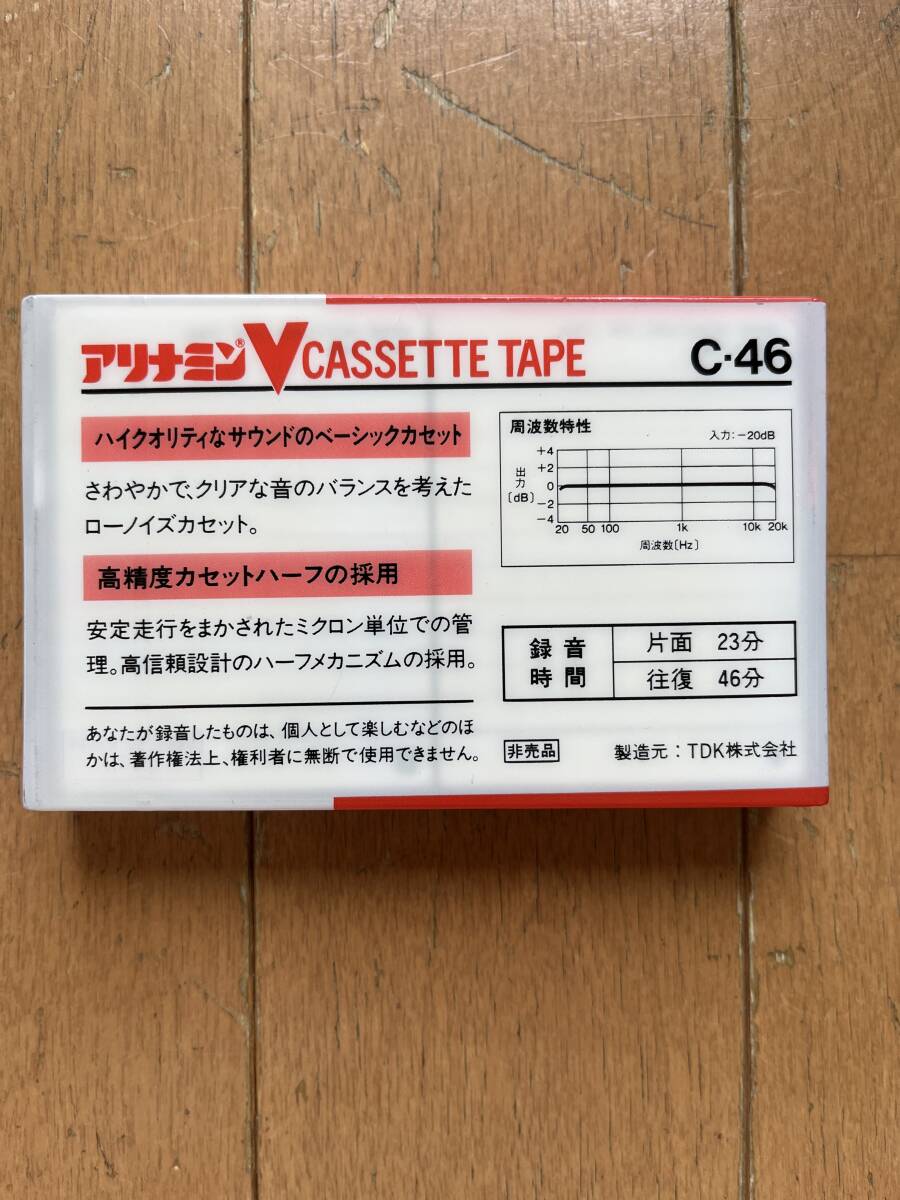 アリナミン® V CASSETTE TAPE C-46
ハイクオリティなサウンドのベーシックカセット
さわやかで、クリアな音のバランスを考えた
ローノイズカセット。
高精度カセットハーフの採用
安定走行をまかされたミクロン単位での管
理。高信頼設計のハーフメカニズムの採用。
あなたが録音したものは、個人として楽しむなどのほ
かは、著作権法上、権利者に無断で使用できません。
周波数特性
入力:-20dB
出力〔dB〕
+4
+2
0
-2
-4
20 50 100 1k 10k 20k
周波数〔Hz〕
録音時間
片面 23分
往復 46分
非売品 製造元:TDK株式会社